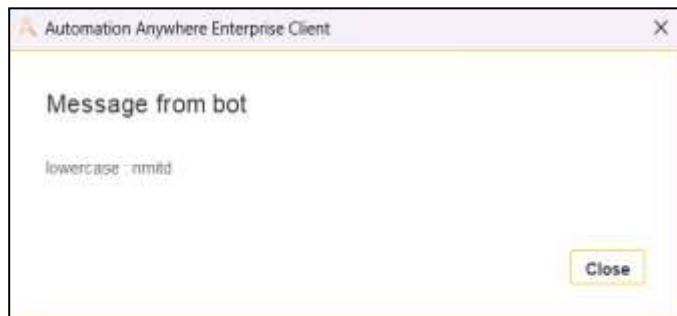 Automation Anywhere Enterprise Client
Message from bot
lowercase : nmitd
Close